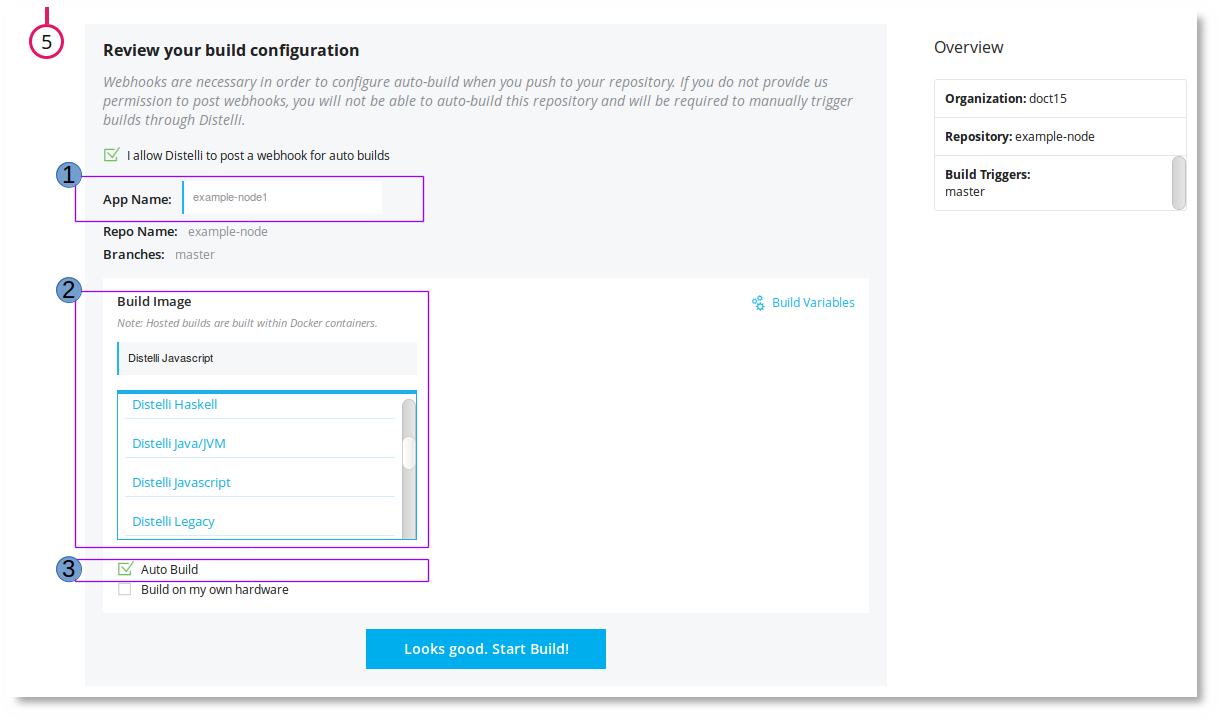 5
Review your build configuration
Webhooks are necessary in order to configure auto-build when you push to your repository. If you do not provide us
permission to post webhooks, you will not be able to auto-build this repository and will be required to manually trigger
builds through Distelli.
I allow Distelli to post a webhook for auto builds
1
App Name: example-node1
Repo Name: example-node
Branches: master
2
Build Image
Build Variables
Note: Hosted builds are built within Docker containers.
Distelli Javascript
Distelli Haskell
Distelli Java/JVM
Distelli Javascript
Distelli Legacy
3
Auto Build
Build on my own hardware
Looks good. Start Build!
Overview
Organization: doct15
Repository: example-node
Build Triggers:
master